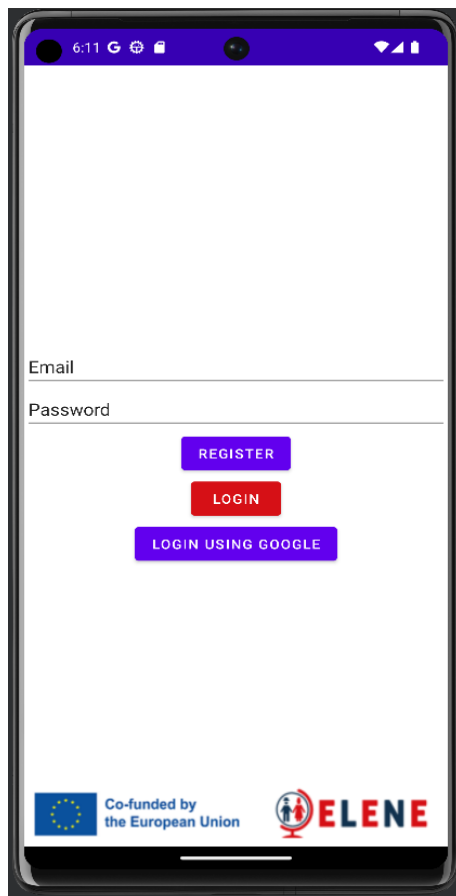 6:11 G
Email
Password
REGISTER
LOGIN
LOGIN USING GOOGLE
Co-funded by
the European Union
ELENE